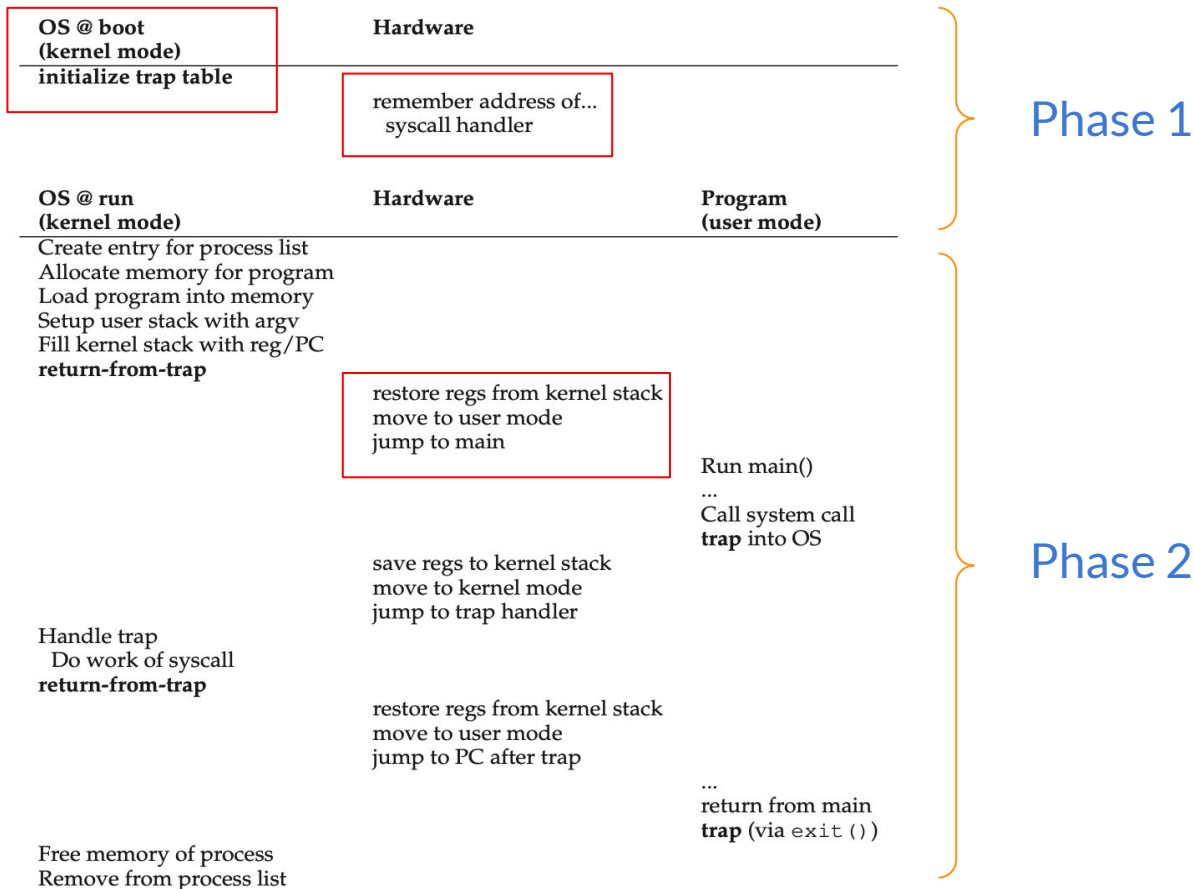 OS @ boot
(kernel mode)
Hardware
initialize trap table
remember address of...
syscall handler
Phase 1
OS @ run
(kernel mode)
Hardware
Program
(user mode)
Create entry for process list
Allocate memory for program
Load program into memory
Setup user stack with argv
Fill kernel stack with reg/PC
return-from-trap
restore regs from kernel stack
move to user mode
jump to main
Run main()
...
Call system call
trap into OS
Phase 2
save regs to kernel stack
move to kernel mode
jump to trap handler
Handle trap
Do work of syscall
return-from-trap
restore regs from kernel stack
move to user mode
jump to PC after trap
...
return from main
trap (via exit())
Free memory of process
Remove from process list